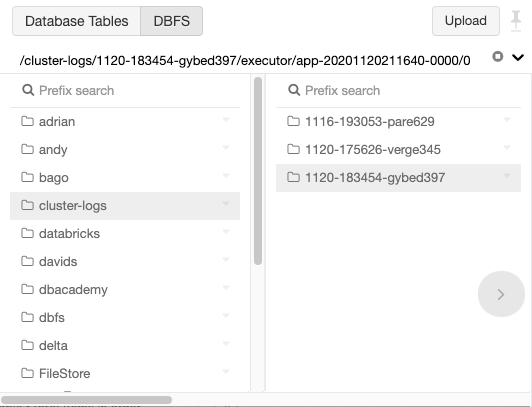 Database Tables
DBFS
Upload
/cluster-logs/1120-183454-gybed397/executor/app-20201120211640-0000/0
Prefix search
adrian
andy
bago
cluster-logs
databricks
davids
dbacademy
dbfs
delta
FileStore
Prefix search
1116-193053-pare629
1120-175626-verge345
1120-183454-gybed397